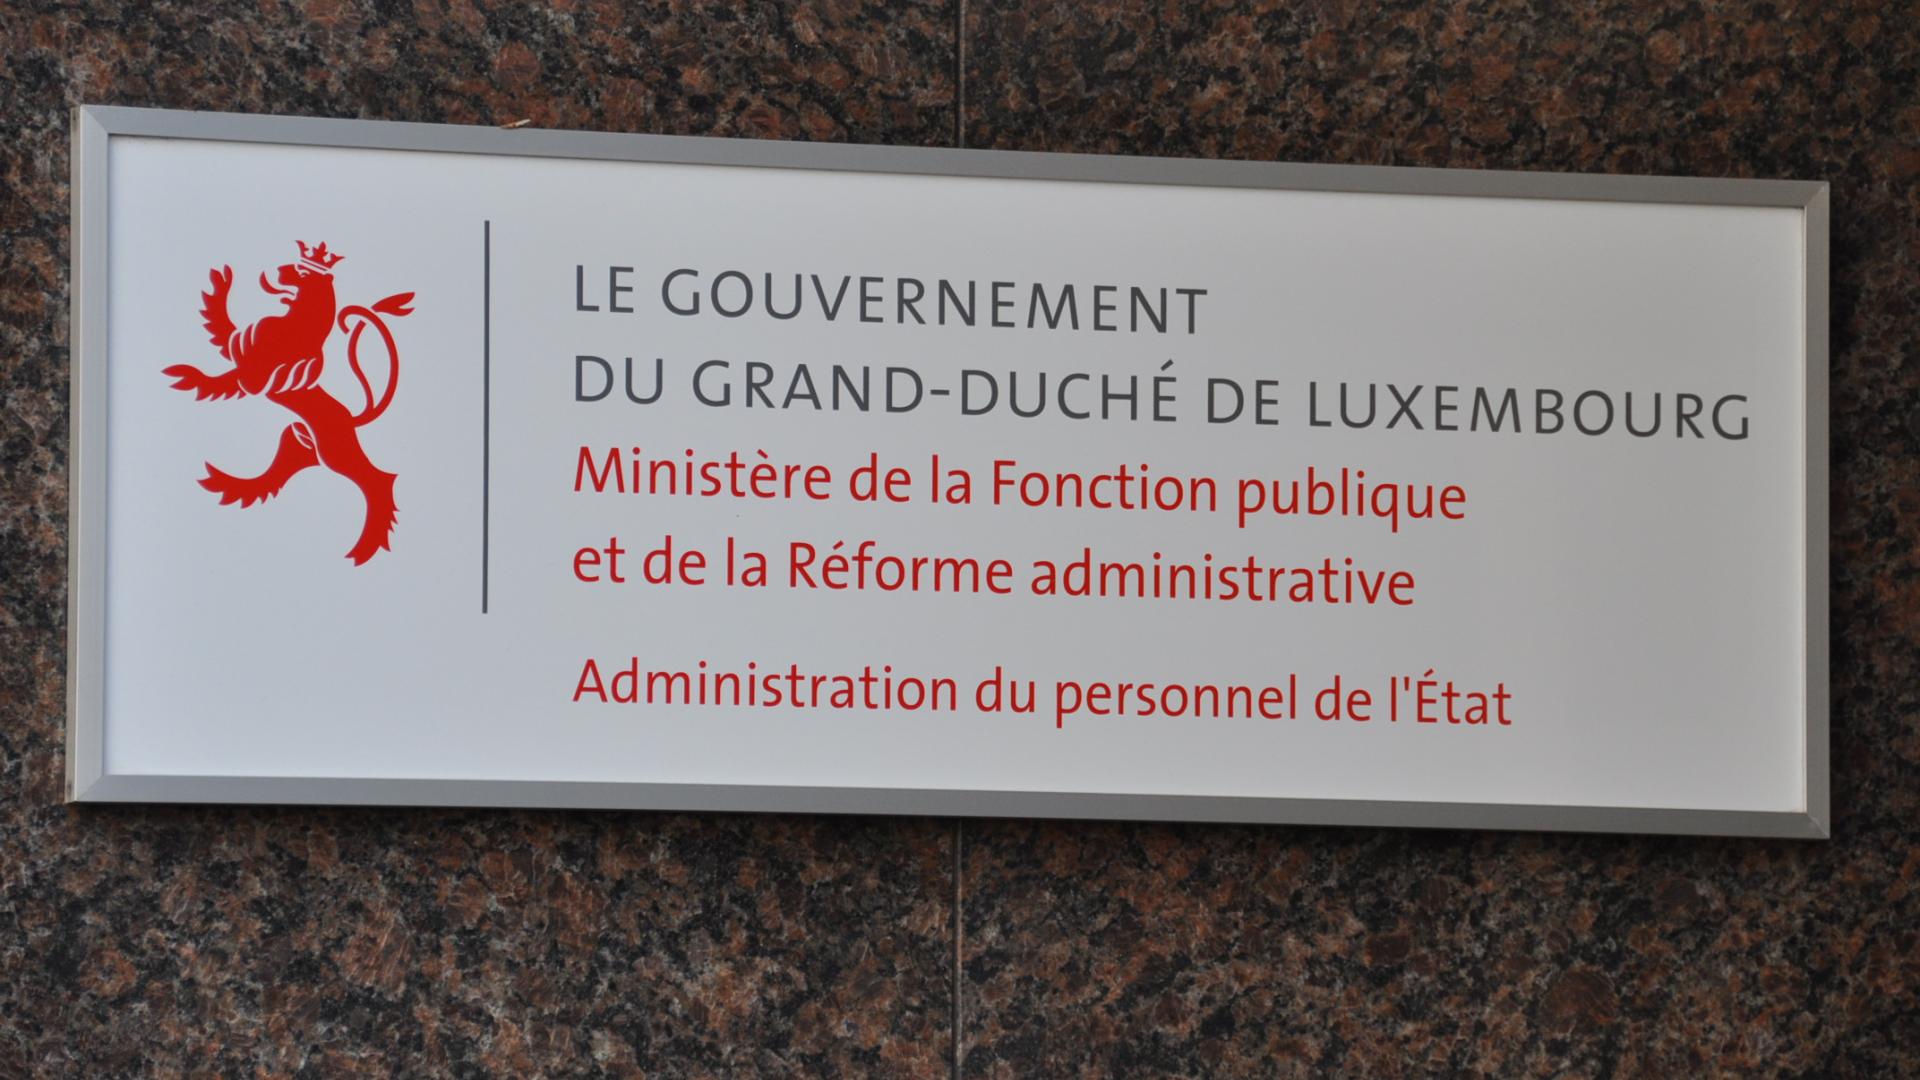 LE GOUVERNEMENT
DU GRAND-DUCHÉ DE LUXEMBOURG
Ministère de la Fonction publique
et de la Réforme administrative
Administration du personnel de l'État